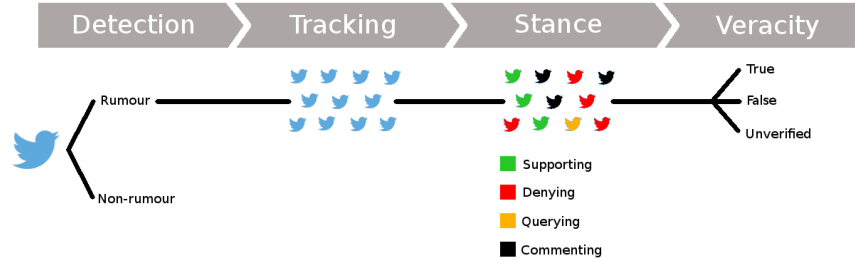 Detection
Tracking
Stance
Veracity
Rumour
Non-rumour
Supporting
Denying
Querying
Commenting
True
False
Unverified